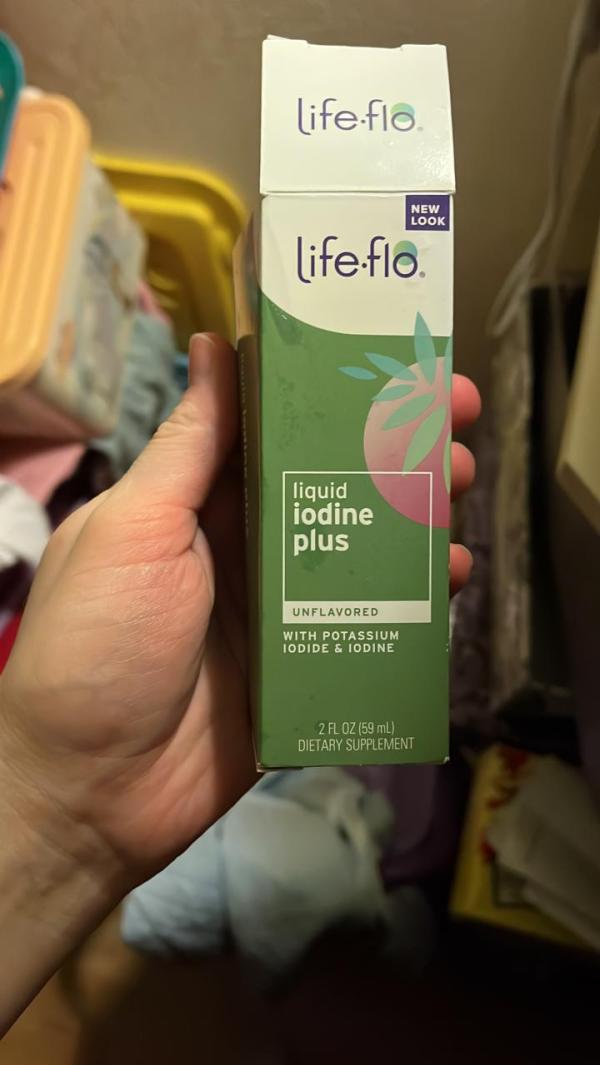 life·flo®
NEW
LOOK
life·flo®
liquid
iodine
plus
UNFLAVORED
WITH POTASSIUM
IODIDE & IODINE
2 FL OZ (59 mL)
DIETARY SUPPLEMENT